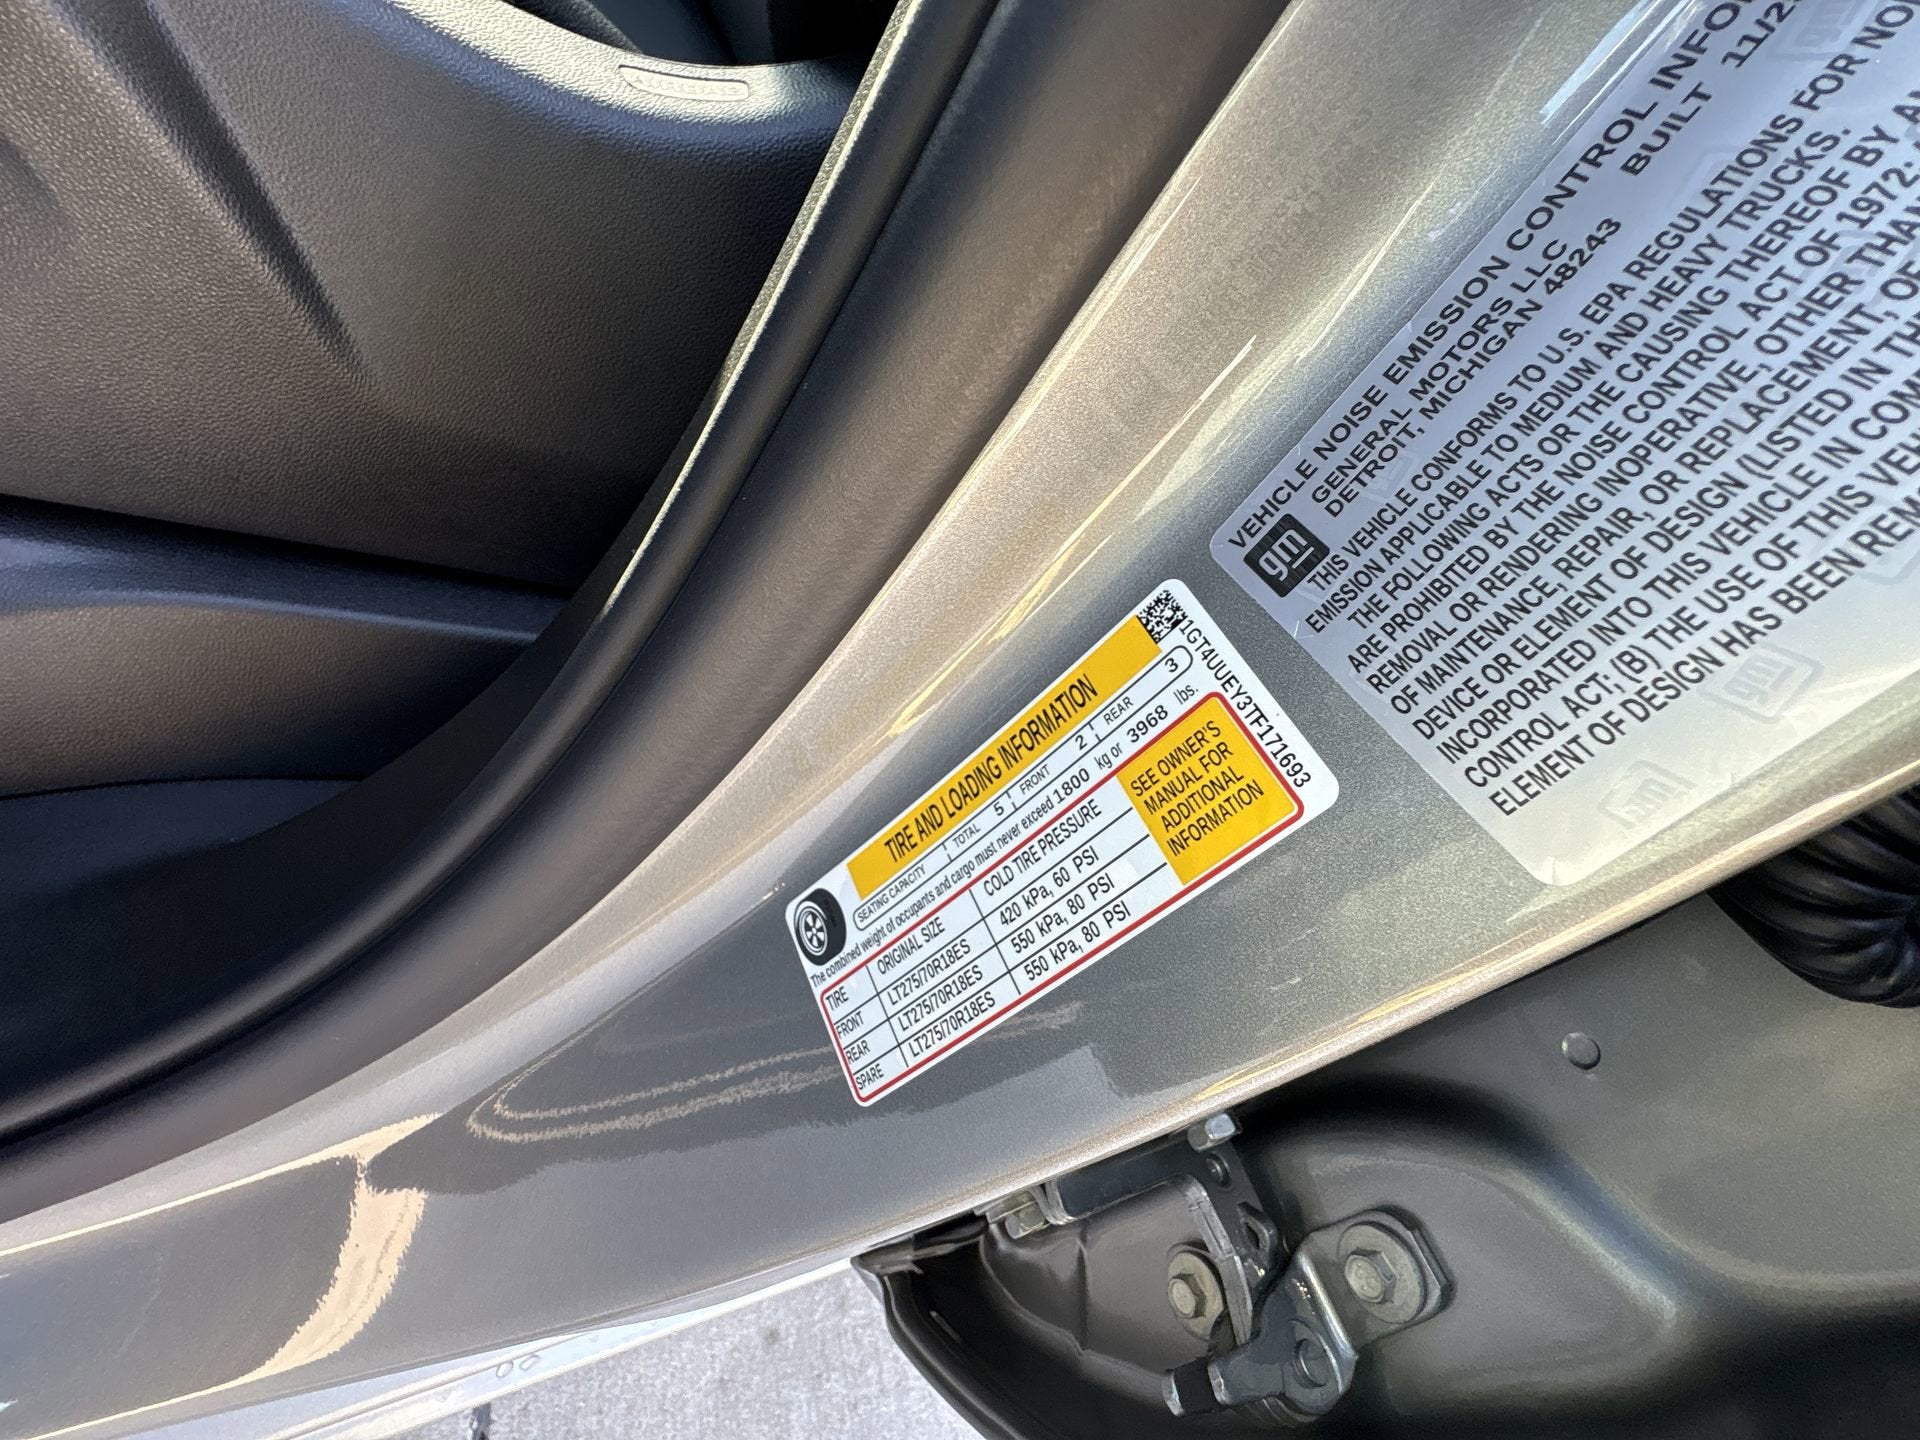 AIRBAG
TIRE AND LOADING INFORMATION
SEATING CAPACITY TOTAL 5 FRONT 2 REAR 3
The combined weight of occupants and cargo must never exceed 1800 kg or 3968 lbs.
TIRE ORIGINAL SIZE COLD TIRE PRESSURE
FRONT LT275/70R18ES 420 kPa, 60 PSI
REAR LT275/70R18ES 550 kPa, 80 PSI
SPARE LT275/70R18ES 550 kPa, 80 PSI
SEE OWNER'S
MANUAL FOR
ADDITIONAL
INFORMATION
1GT4UUEY3TF171693
VEHICLE NOISE EMISSION CONTROL
gm
GENERAL MOTORS LLC
DETROIT, MICHIGAN 48243 BUILT
THIS VEHICLE CONFORMS TO U.S. EPA REGULATIONS FOR
EMISSION APPLICABLE TO MEDIUM AND HEAVY TRUCKS.
THE FOLLOWING ACTS OR THE CAUSING THEREOF BY
ARE PROHIBITED BY THE NOISE CONTROL ACT OF 1972:
REMOVAL OR RENDERING INOPERATIVE, OTHER
OF MAINTENANCE, REPAIR, OR REPLACEMENT,
DEVICE OR ELEMENT OF DESIGN (LISTED IN
INCORPORATED INTO THIS VEHICLE IN
CONTROL ACT; (B) THE USE OF THIS
ELEMENT OF DESIGN HAS BEEN